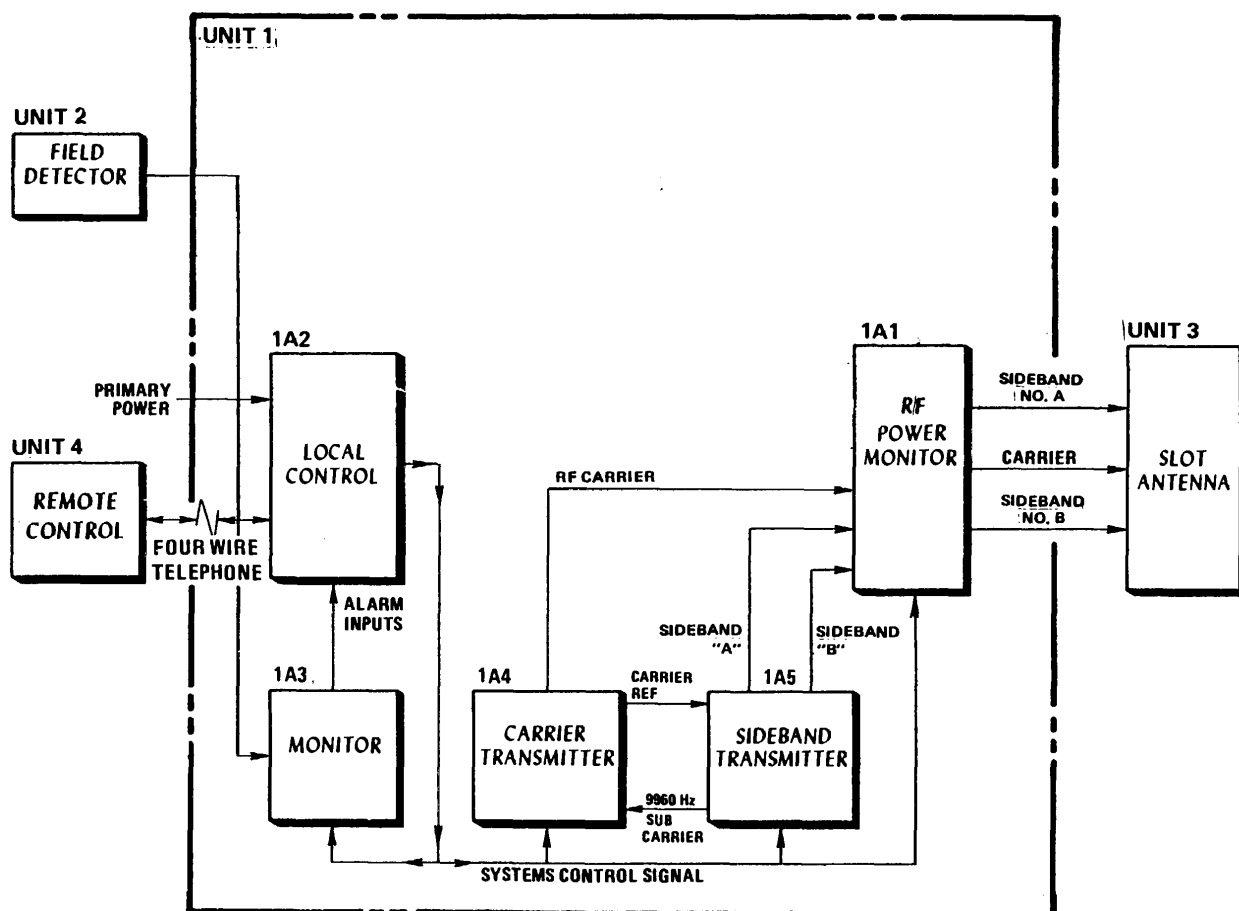 UNIT 1
UNIT 2
FIELD
DETECTOR
1A2
PRIMARY
POWER
LOCAL
CONTROL
UNIT 4
REMOTE
CONTROL
FOUR WIRE
TELEPHONE
ALARM
INPUTS
1A3
MONITOR
1A1
RF
POWER
MONITOR
UNIT 3
SLOT
ANTENNA
SIDEBAND
NO. A
CARRIER
SIDEBAND
NO. B
RF CARRIER
SIDEBAND
"A"
SIDEBAND
"B"
1A4
CARRIER
TRANSMITTER
CARRIER
REF
1A5
SIDEBAND
TRANSMITTER
9960 Hz
SUB
CARRIER
SYSTEMS CONTROL SIGNAL